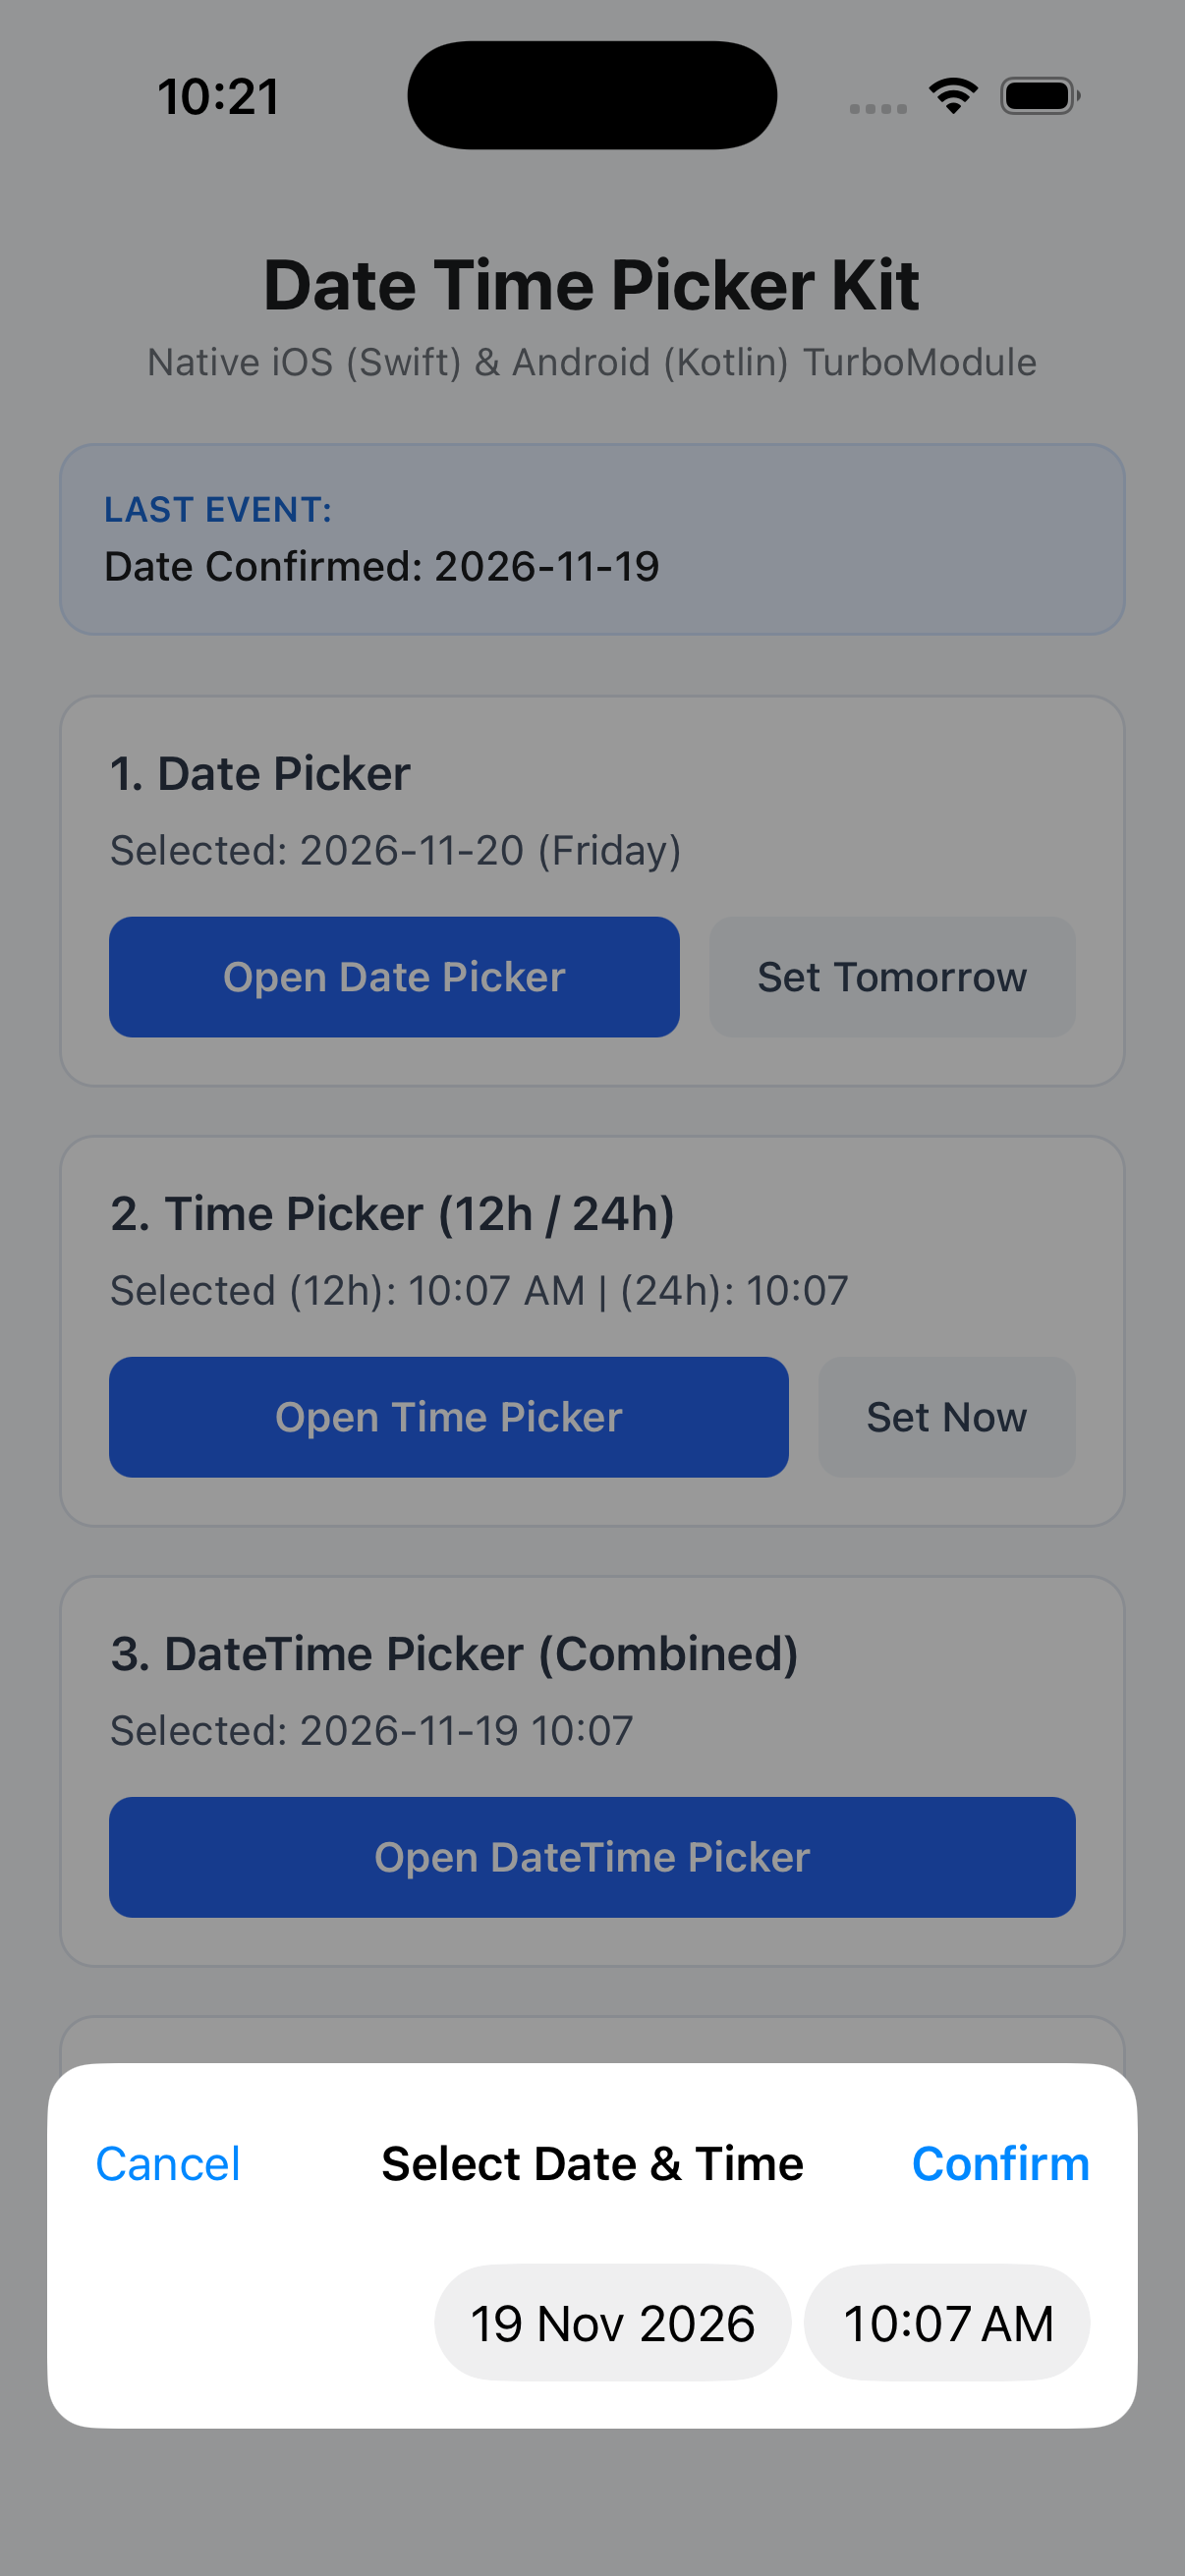 10:21
Date Time Picker Kit
Native iOS (Swift) & Android (Kotlin) TurboModule
LAST EVENT:
Date Confirmed: 2026-11-19
1. Date Picker
Selected: 2026-11-20 (Friday)
Open Date Picker
Set Tomorrow
2. Time Picker (12h / 24h)
Selected (12h): 10:07 AM | (24h): 10:07
Open Time Picker
Set Now
3. DateTime Picker (Combined)
Selected: 2026-11-19 10:07
Open DateTime Picker
Cancel
Select Date & Time
Confirm
19 Nov 2026
10:07 AM